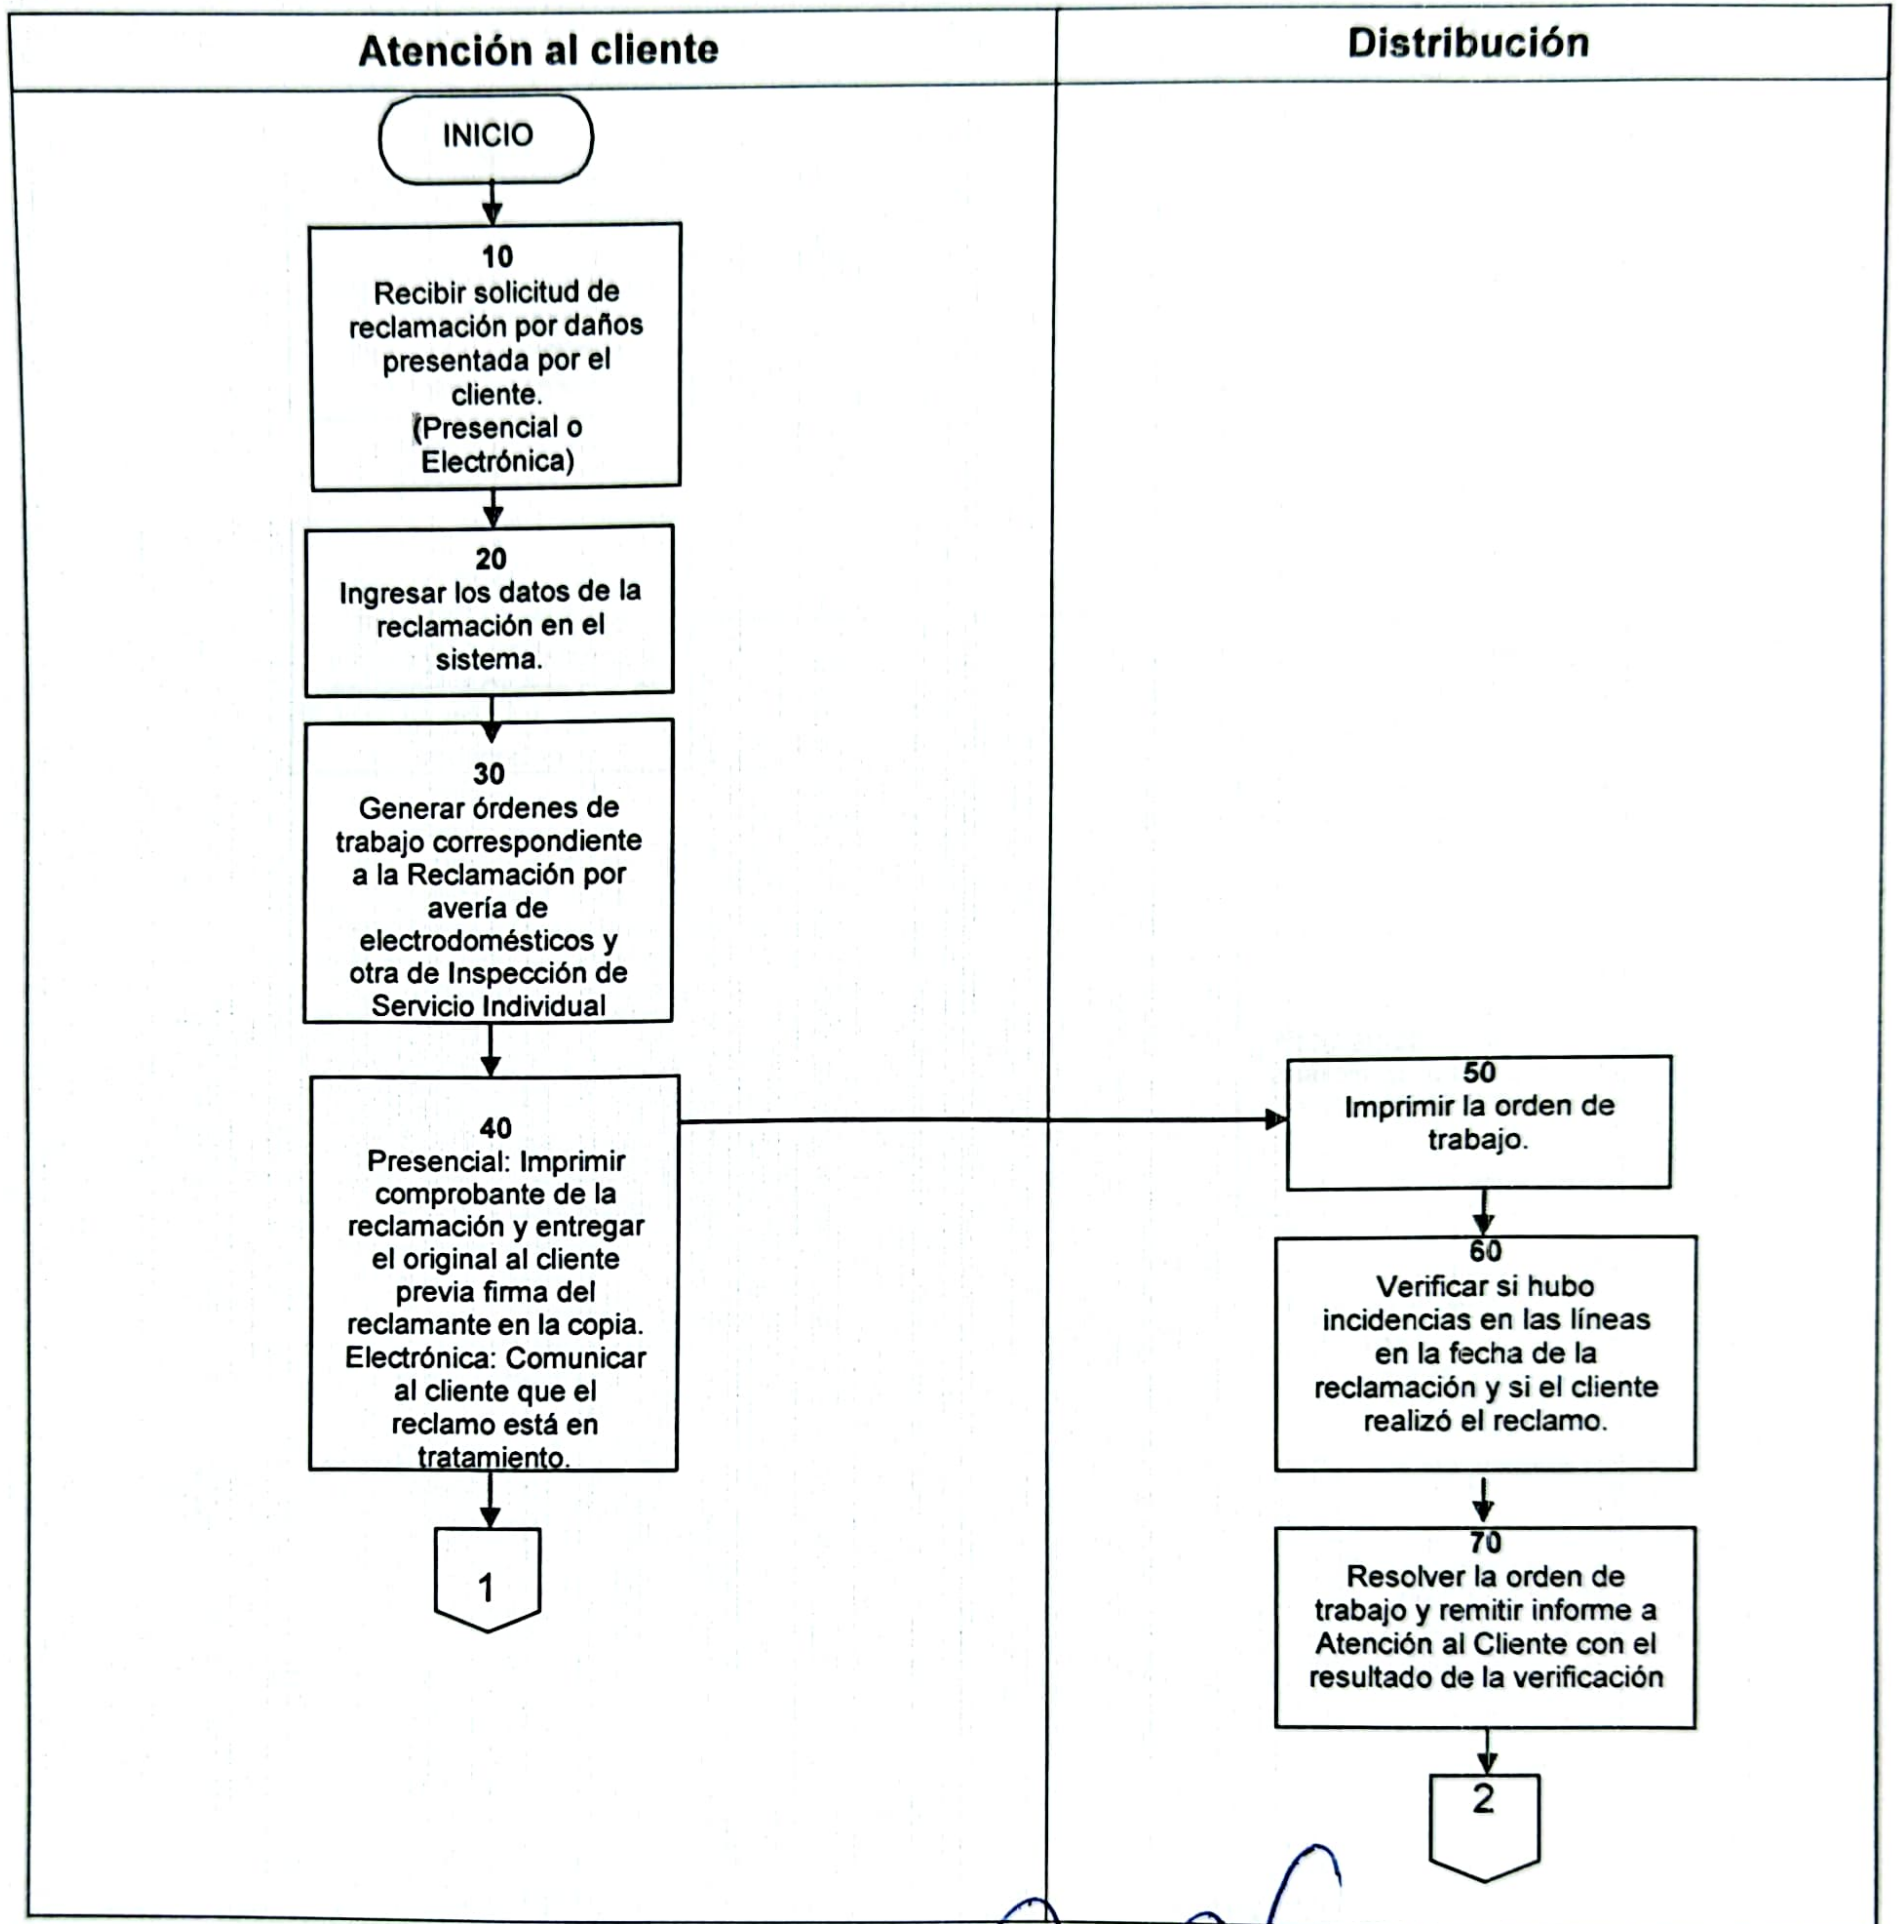 Atención al cliente
Distribución
INICIO
10
Recibir solicitud de
reclamación por daños
presentada por el
cliente.
(Presencial o
Electrónica)
20
Ingresar los datos de la
reclamación en el
sistema.
30
Generar órdenes de
trabajo correspondiente
a la Reclamación por
avería de
electrodomésticos y
otra de Inspección de
Servicio Individual
40
Presencial: Imprimir
comprobante de la
reclamación y entregar
el original al cliente
previa firma del
reclamante en la copia.
Electrónica: Comunicar
al cliente que el
reclamo está en
tratamiento.
1
50
Imprimir la orden de
trabajo.
60
Verificar si hubo
incidencias en las líneas
en la fecha de la
reclamación y si el cliente
realizó el reclamo.
70
Resolver la orden de
trabajo y remitir informe a
Atención al Cliente con el
resultado de la verificación
2